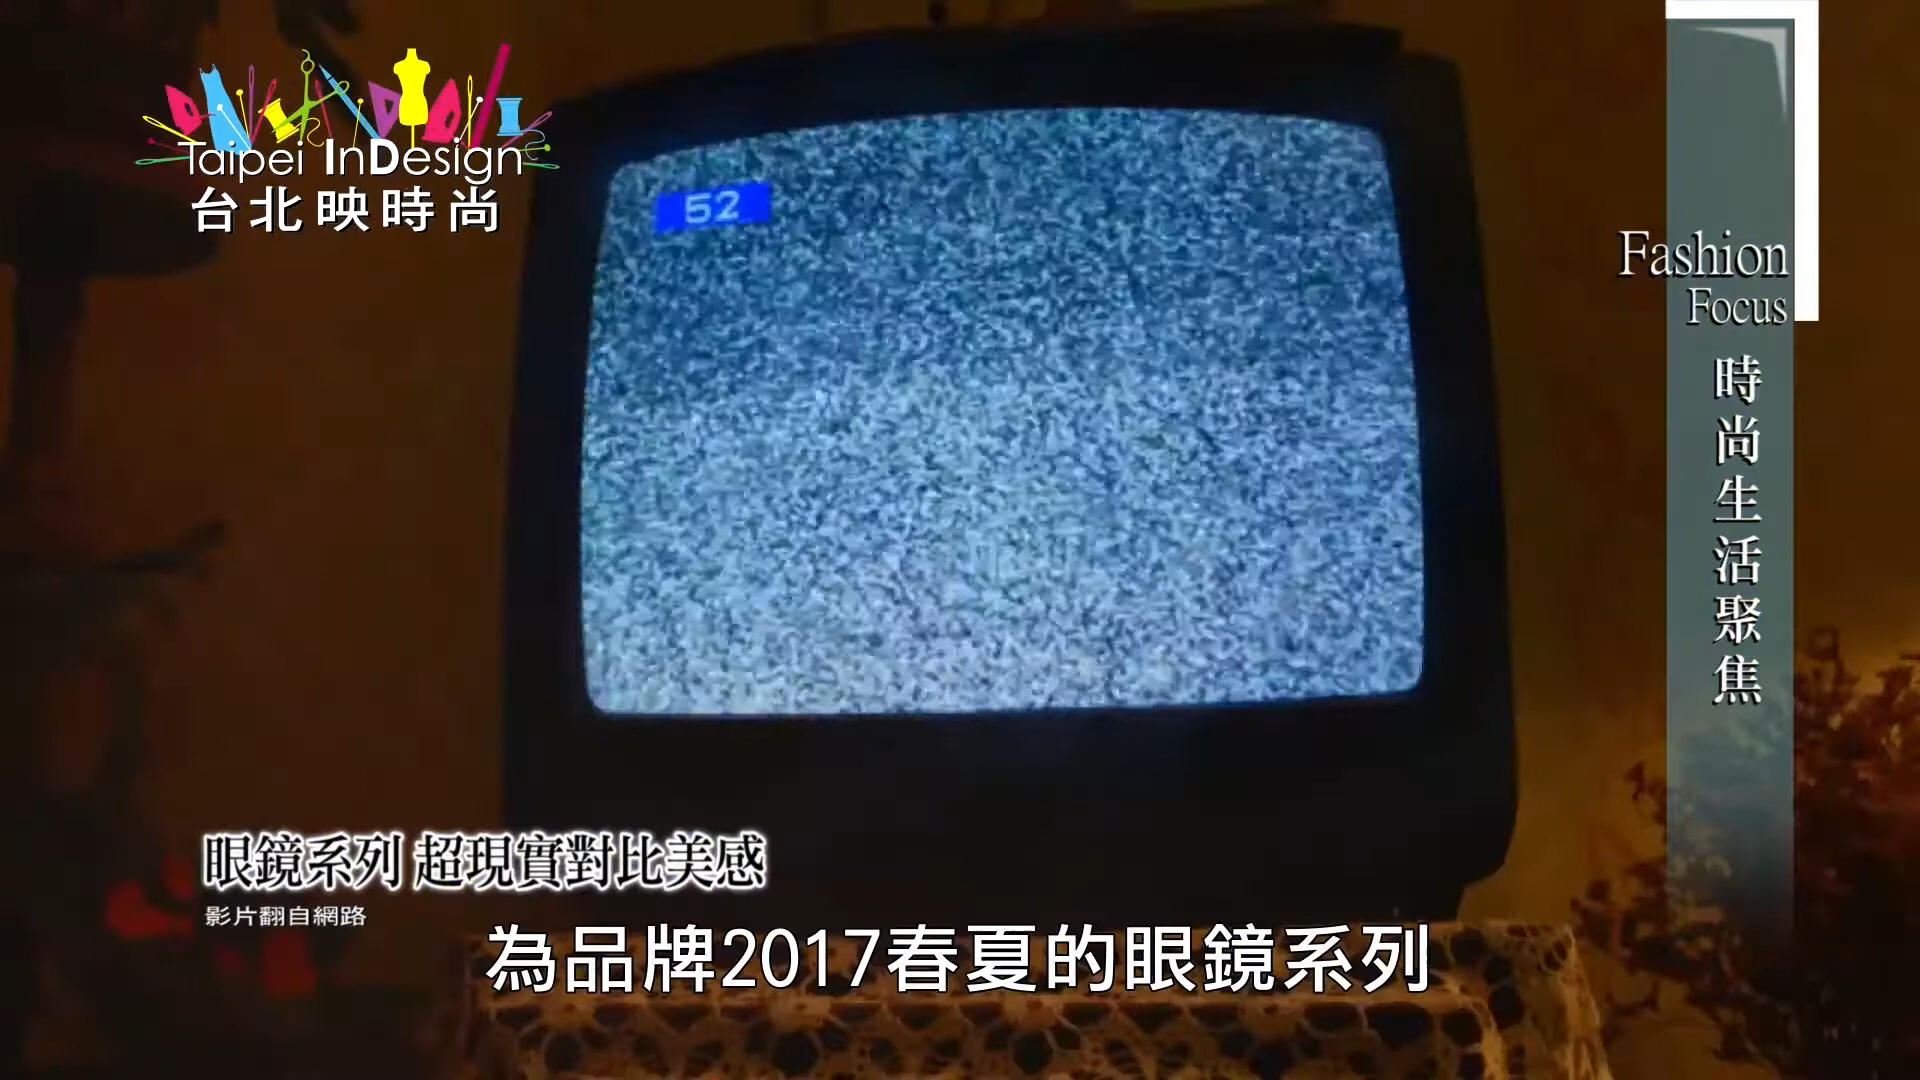 Taipei InDesign
台北映時尚
52
Fashion
Focus
時尚生活聚焦
眼鏡系列 超現實對比美感
影片翻自網路
為品牌2017春夏的眼鏡系列